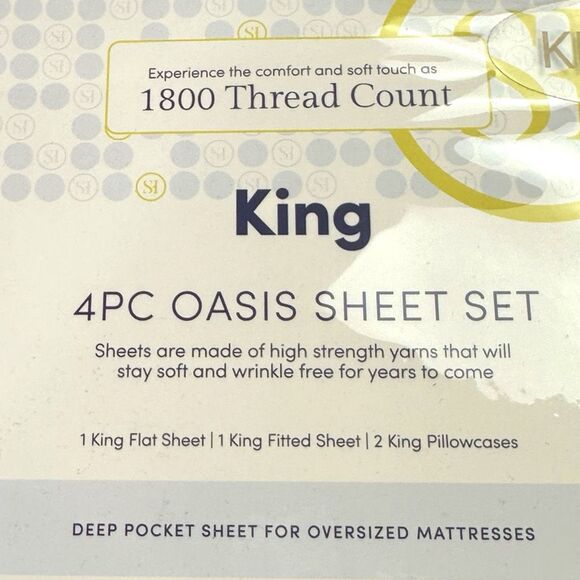 Experience the comfort and soft touch as
1800 Thread Count
King
4PC OASIS SHEET SET
Sheets are made of high strength yarns that will
stay soft and wrinkle free for years to come
1 King Flat Sheet | 1 King Fitted Sheet | 2 King Pillowcases
DEEP POCKET SHEET FOR OVERSIZED MATTRESSES